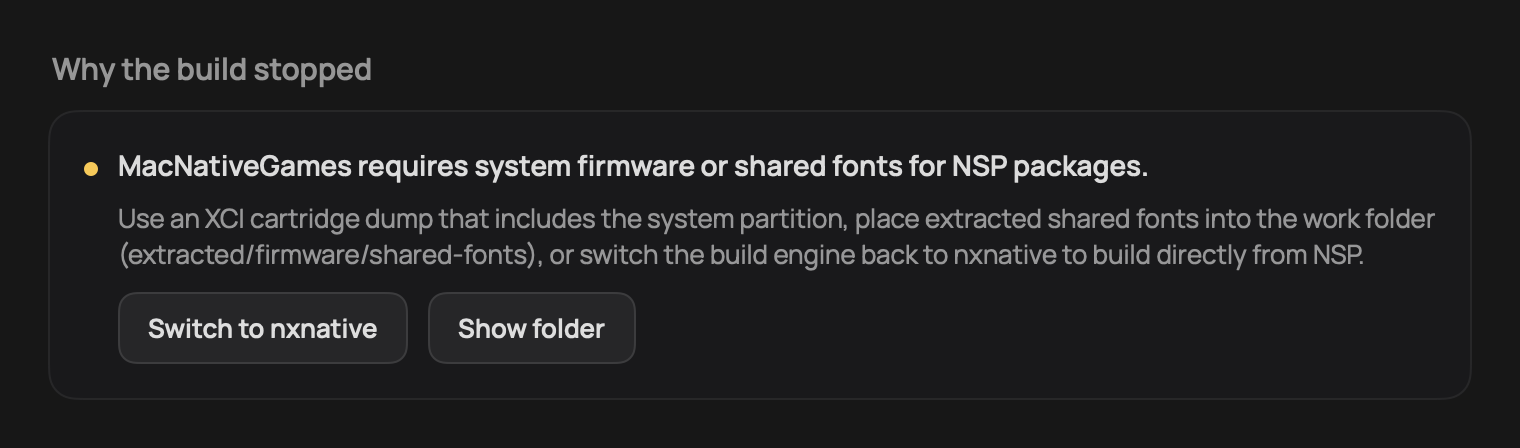 Why the build stopped
MacNativeGames requires system firmware or shared fonts for NSP packages.
Use an XCI cartridge dump that includes the system partition, place extracted shared fonts into the work folder
(extracted/firmware/shared-fonts), or switch the build engine back to nxnative to build directly from NSP.
Switch to nxnative
Show folder